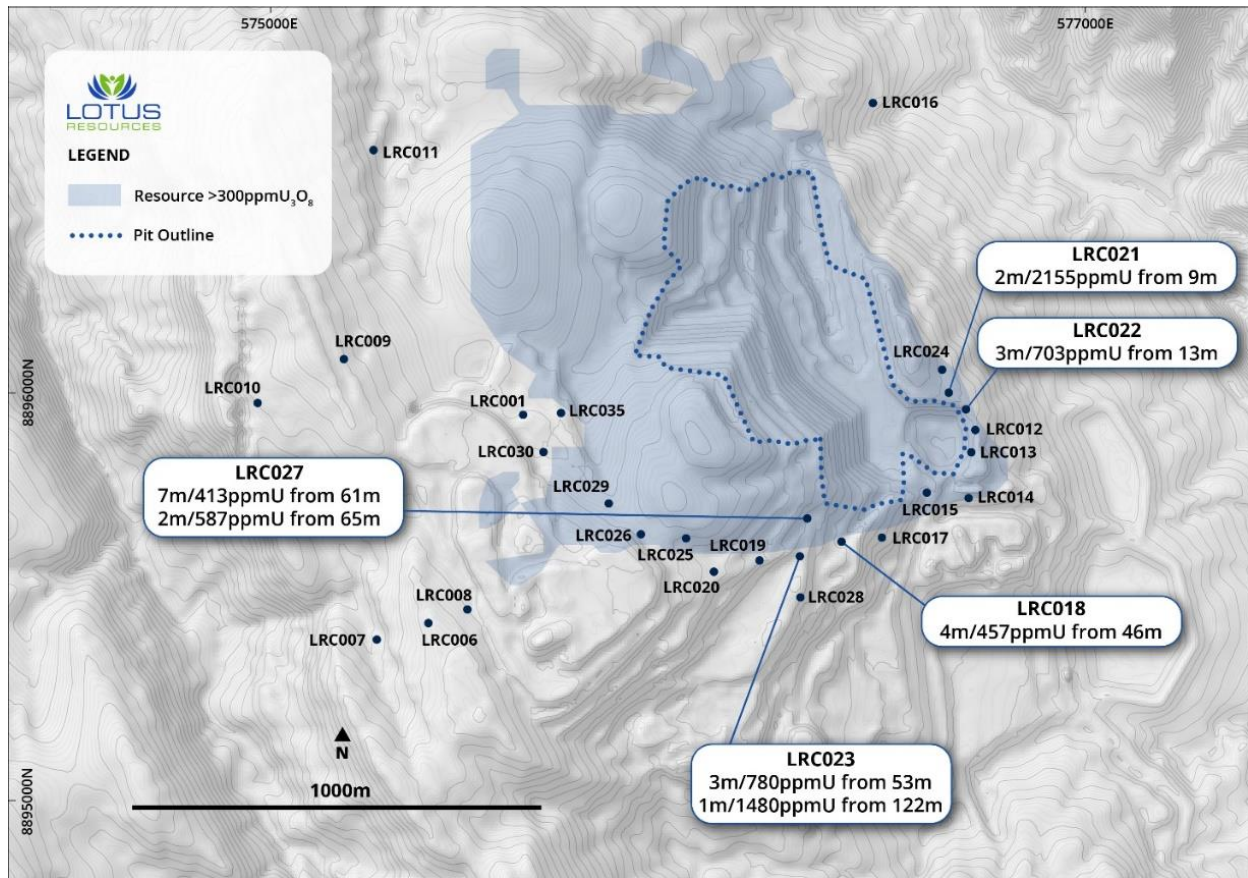 575000E
577000E
LOTUS
RESOURCES
LEGEND
Resource >300ppmU₃O₈
Pit Outline
LRC016
LRC011
LRC021
2m/2155ppmU from 9m
LRC022
3m/703ppmU from 13m
LRC024
LRC009
LRC010
8896000N
LRC001
LRC035
LRC012
LRC013
LRC030
LRC027
7m/413ppmU from 61m
2m/587ppmU from 65m
LRC029
LRC014
LRC015
LRC026
LRC025
LRC019
LRC017
LRC020
LRC028
LRC018
4m/457ppmU from 46m
LRC008
LRC007
LRC006
N
1000m
LRC023
3m/780ppmU from 53m
1m/1480ppmU from 122m
8895000N